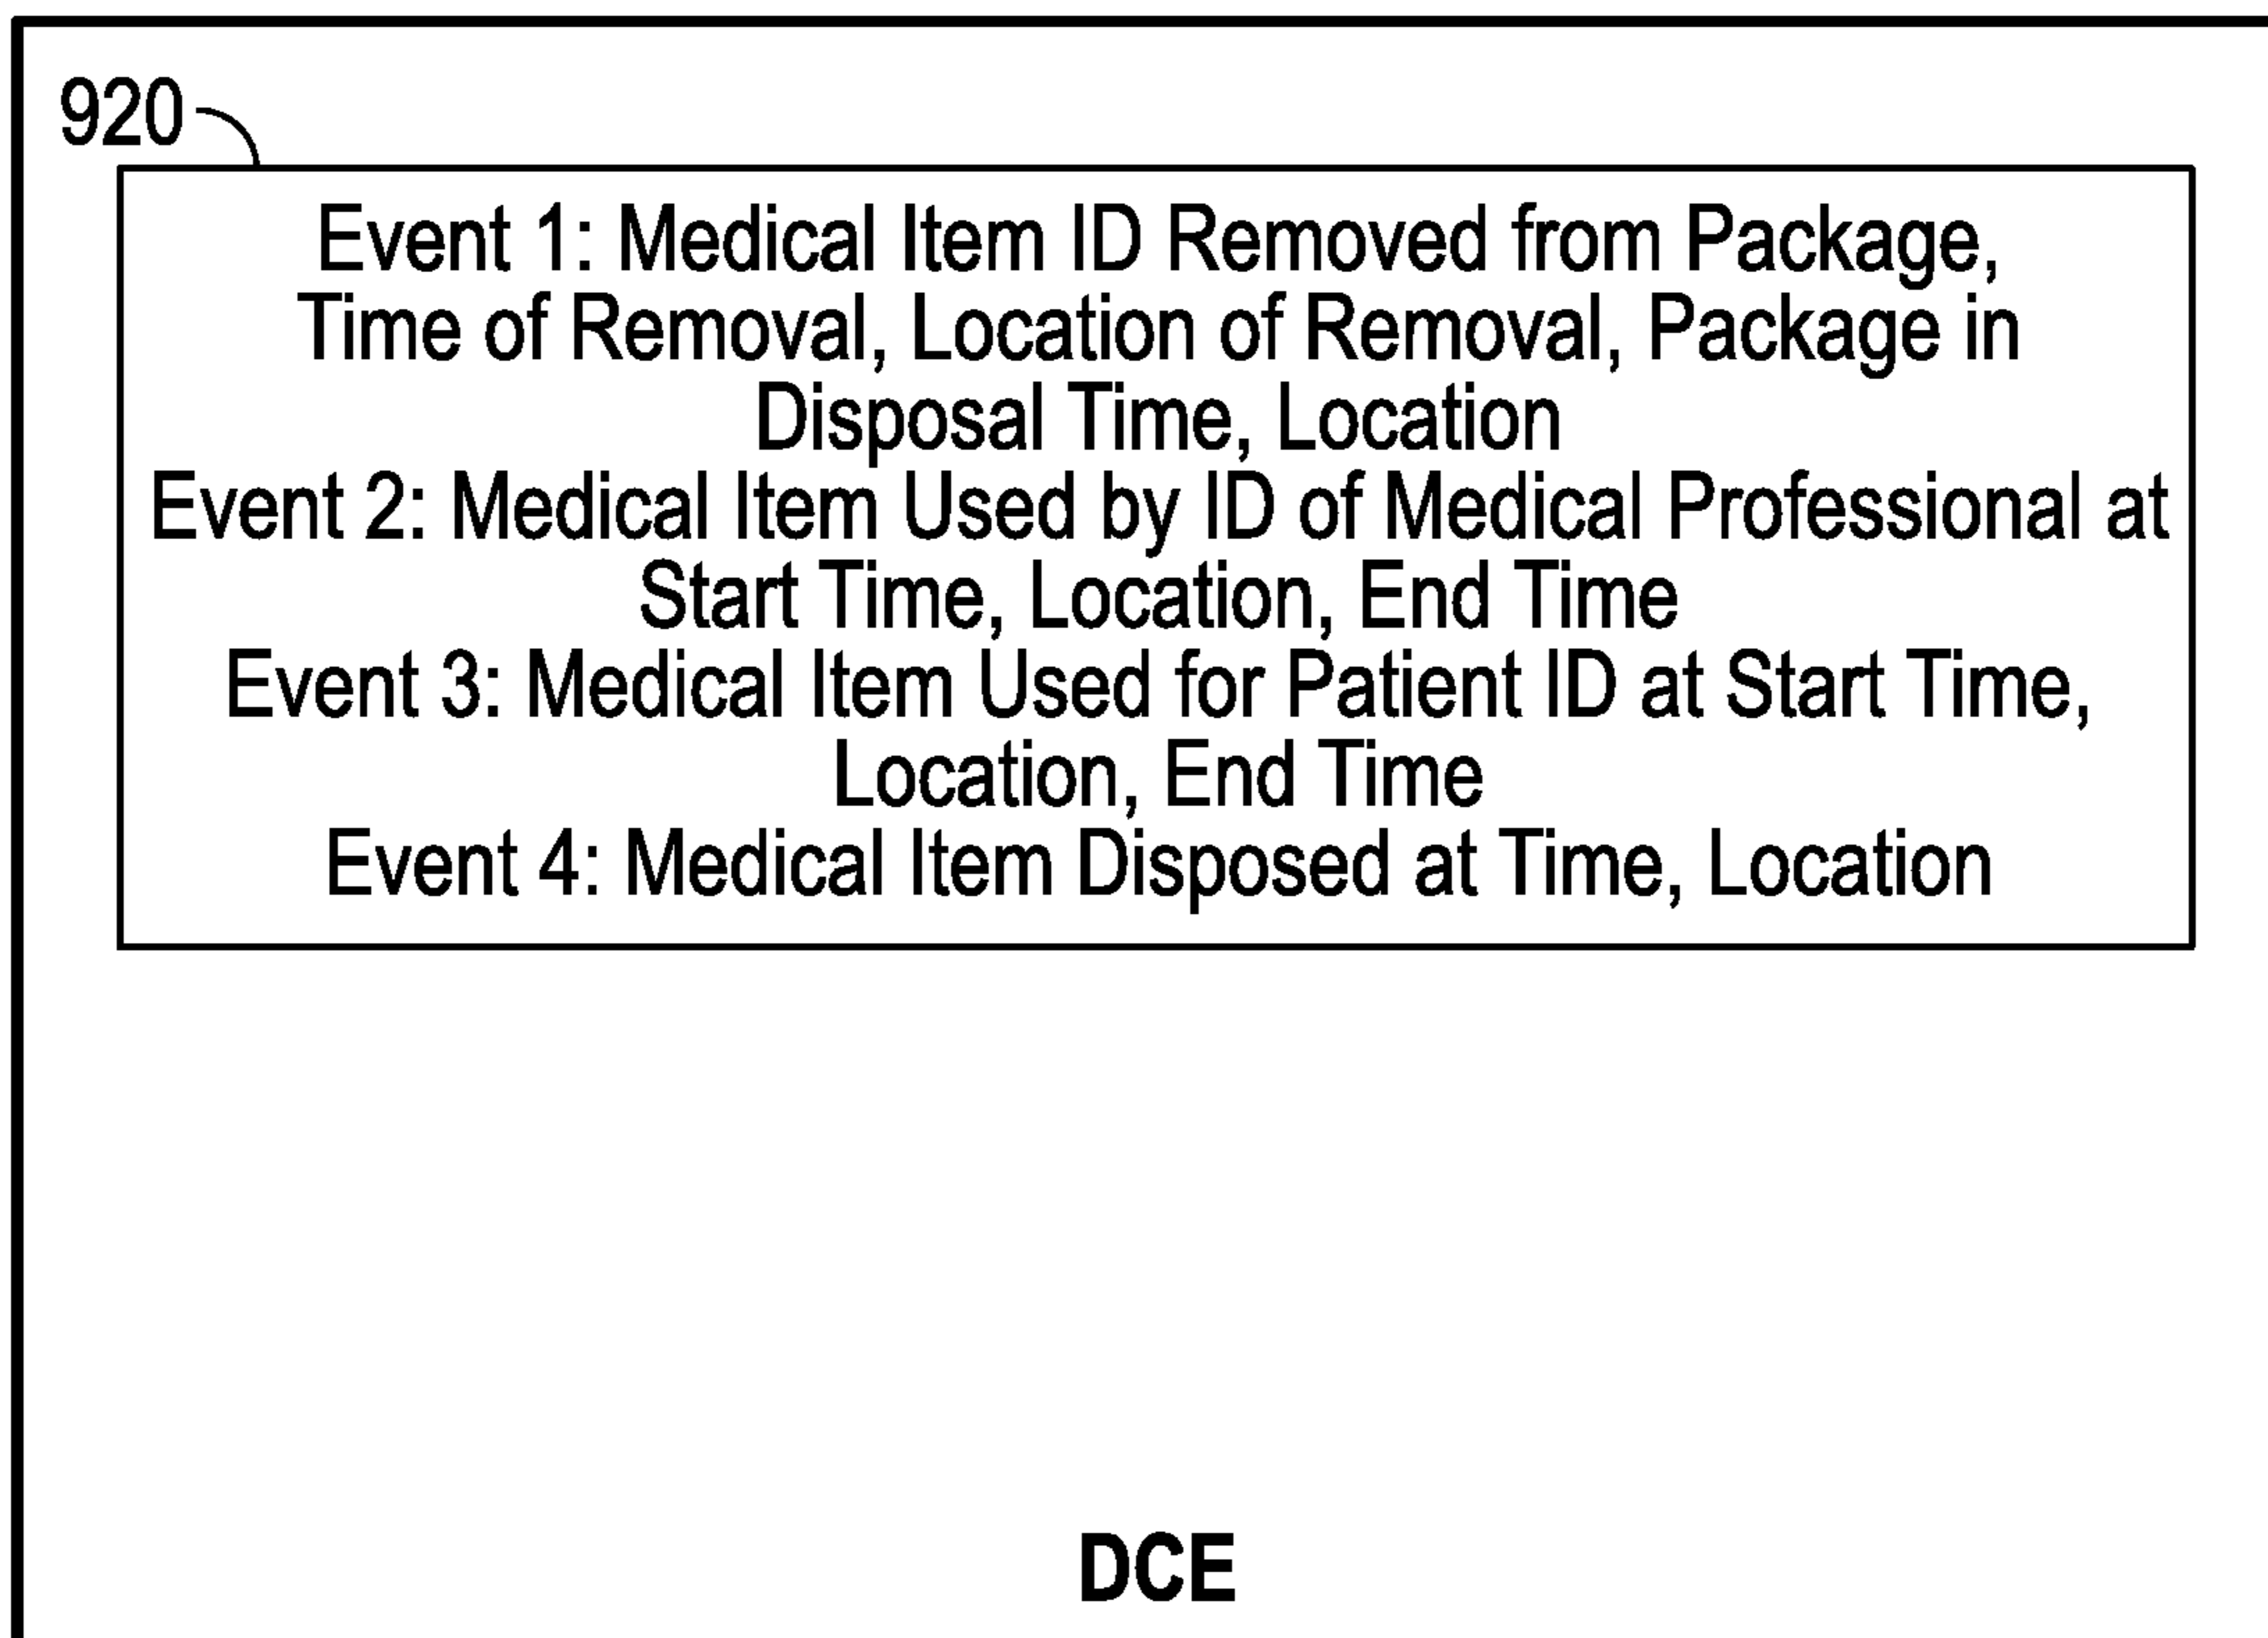 920
Event 1: Medical Item ID Removed from Package,
Time of Removal, Location of Removal, Package in
Disposal Time, Location
Event 2: Medical Item Used by ID of Medical Professional at
Start Time, Location, End Time
Event 3: Medical Item Used for Patient ID at Start Time,
Location, End Time
Event 4: Medical Item Disposed at Time, Location
DCE